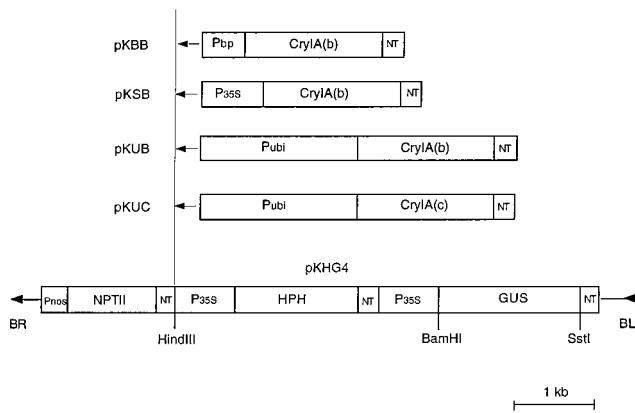 pKBB Pbp CryIA(b) NT
pKSB P35S CryIA(b) NT
pKUB Pubi CryIA(b) NT
pKUC Pubi CryIA(c) NT
pKHG4
Pnos NPTII NT P35S HPH NT P35S GUS NT
BR BL
HindIII BamHI SstI
1 kb